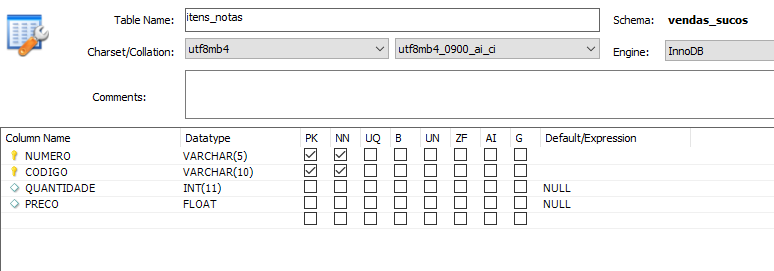 Table Name: itens_notas Schema: vendas_sucos
Charset/Collation: utf8mb4 utf8mb4_0900_ai_ci Engine: InnoDB
Comments:
Column Name Datatype PK NN UQ B UN ZF AI G Default/Expression
NUMERO VARCHAR(5)
CODIGO VARCHAR(10)
QUANTIDADE INT(11) NULL
PRECO FLOAT NULL